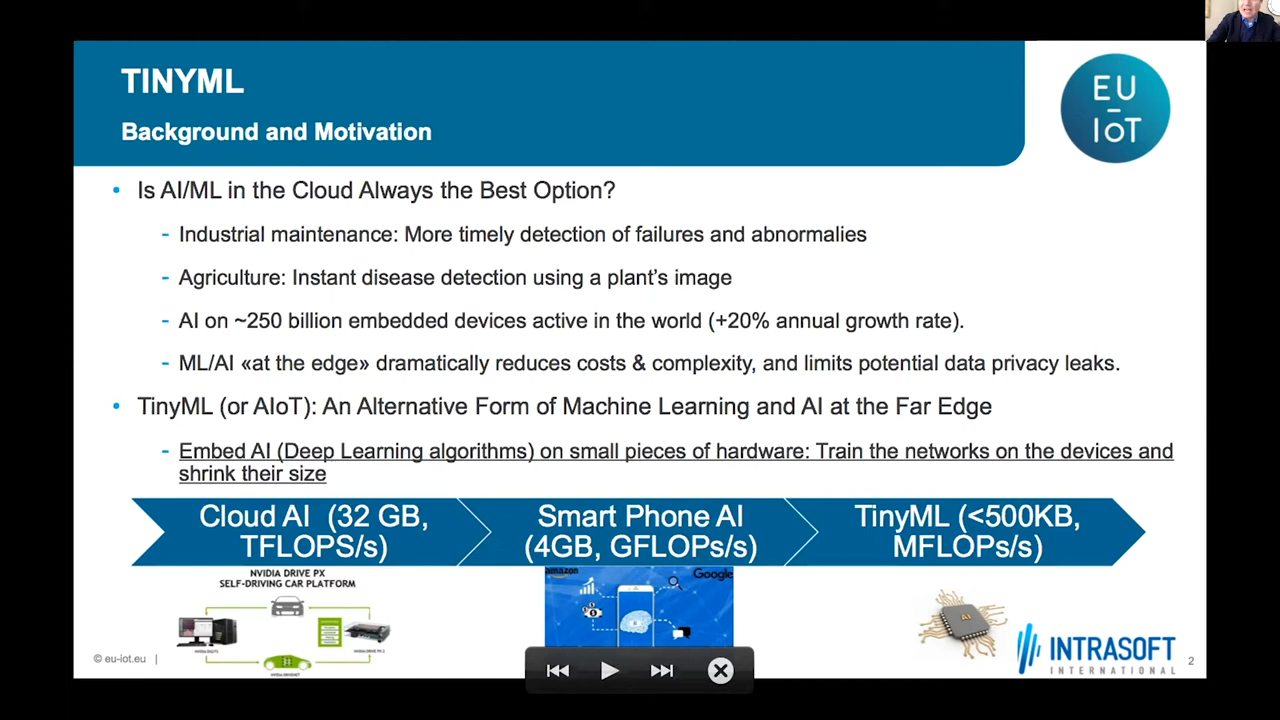 TINYML
Background and Motivation
EU
–
IoT
• Is AI/ML in the Cloud Always the Best Option?
- Industrial maintenance: More timely detection of failures and abnormalies
- Agriculture: Instant disease detection using a plant's image
- AI on ~250 billion embedded devices active in the world (+20% annual growth rate).
- ML/AI «at the edge» dramatically reduces costs & complexity, and limits potential data privacy leaks.
• TinyML (or AIoT): An Alternative Form of Machine Learning and AI at the Far Edge
- Embed AI (Deep Learning algorithms) on small pieces of hardware: Train the networks on the devices and
shrink their size
Cloud AI (32 GB,
TFLOPS/s)
Smart Phone AI
(4GB, GFLOPs/s)
TinyML (<500KB,
MFLOPs/s)
NVIDIA DRIVE PX
SELF-DRIVING CAR PLATFORM
amazon
Google
AI
© eu-iot.eu |
INTRASOFT
INTERNATIONAL
2